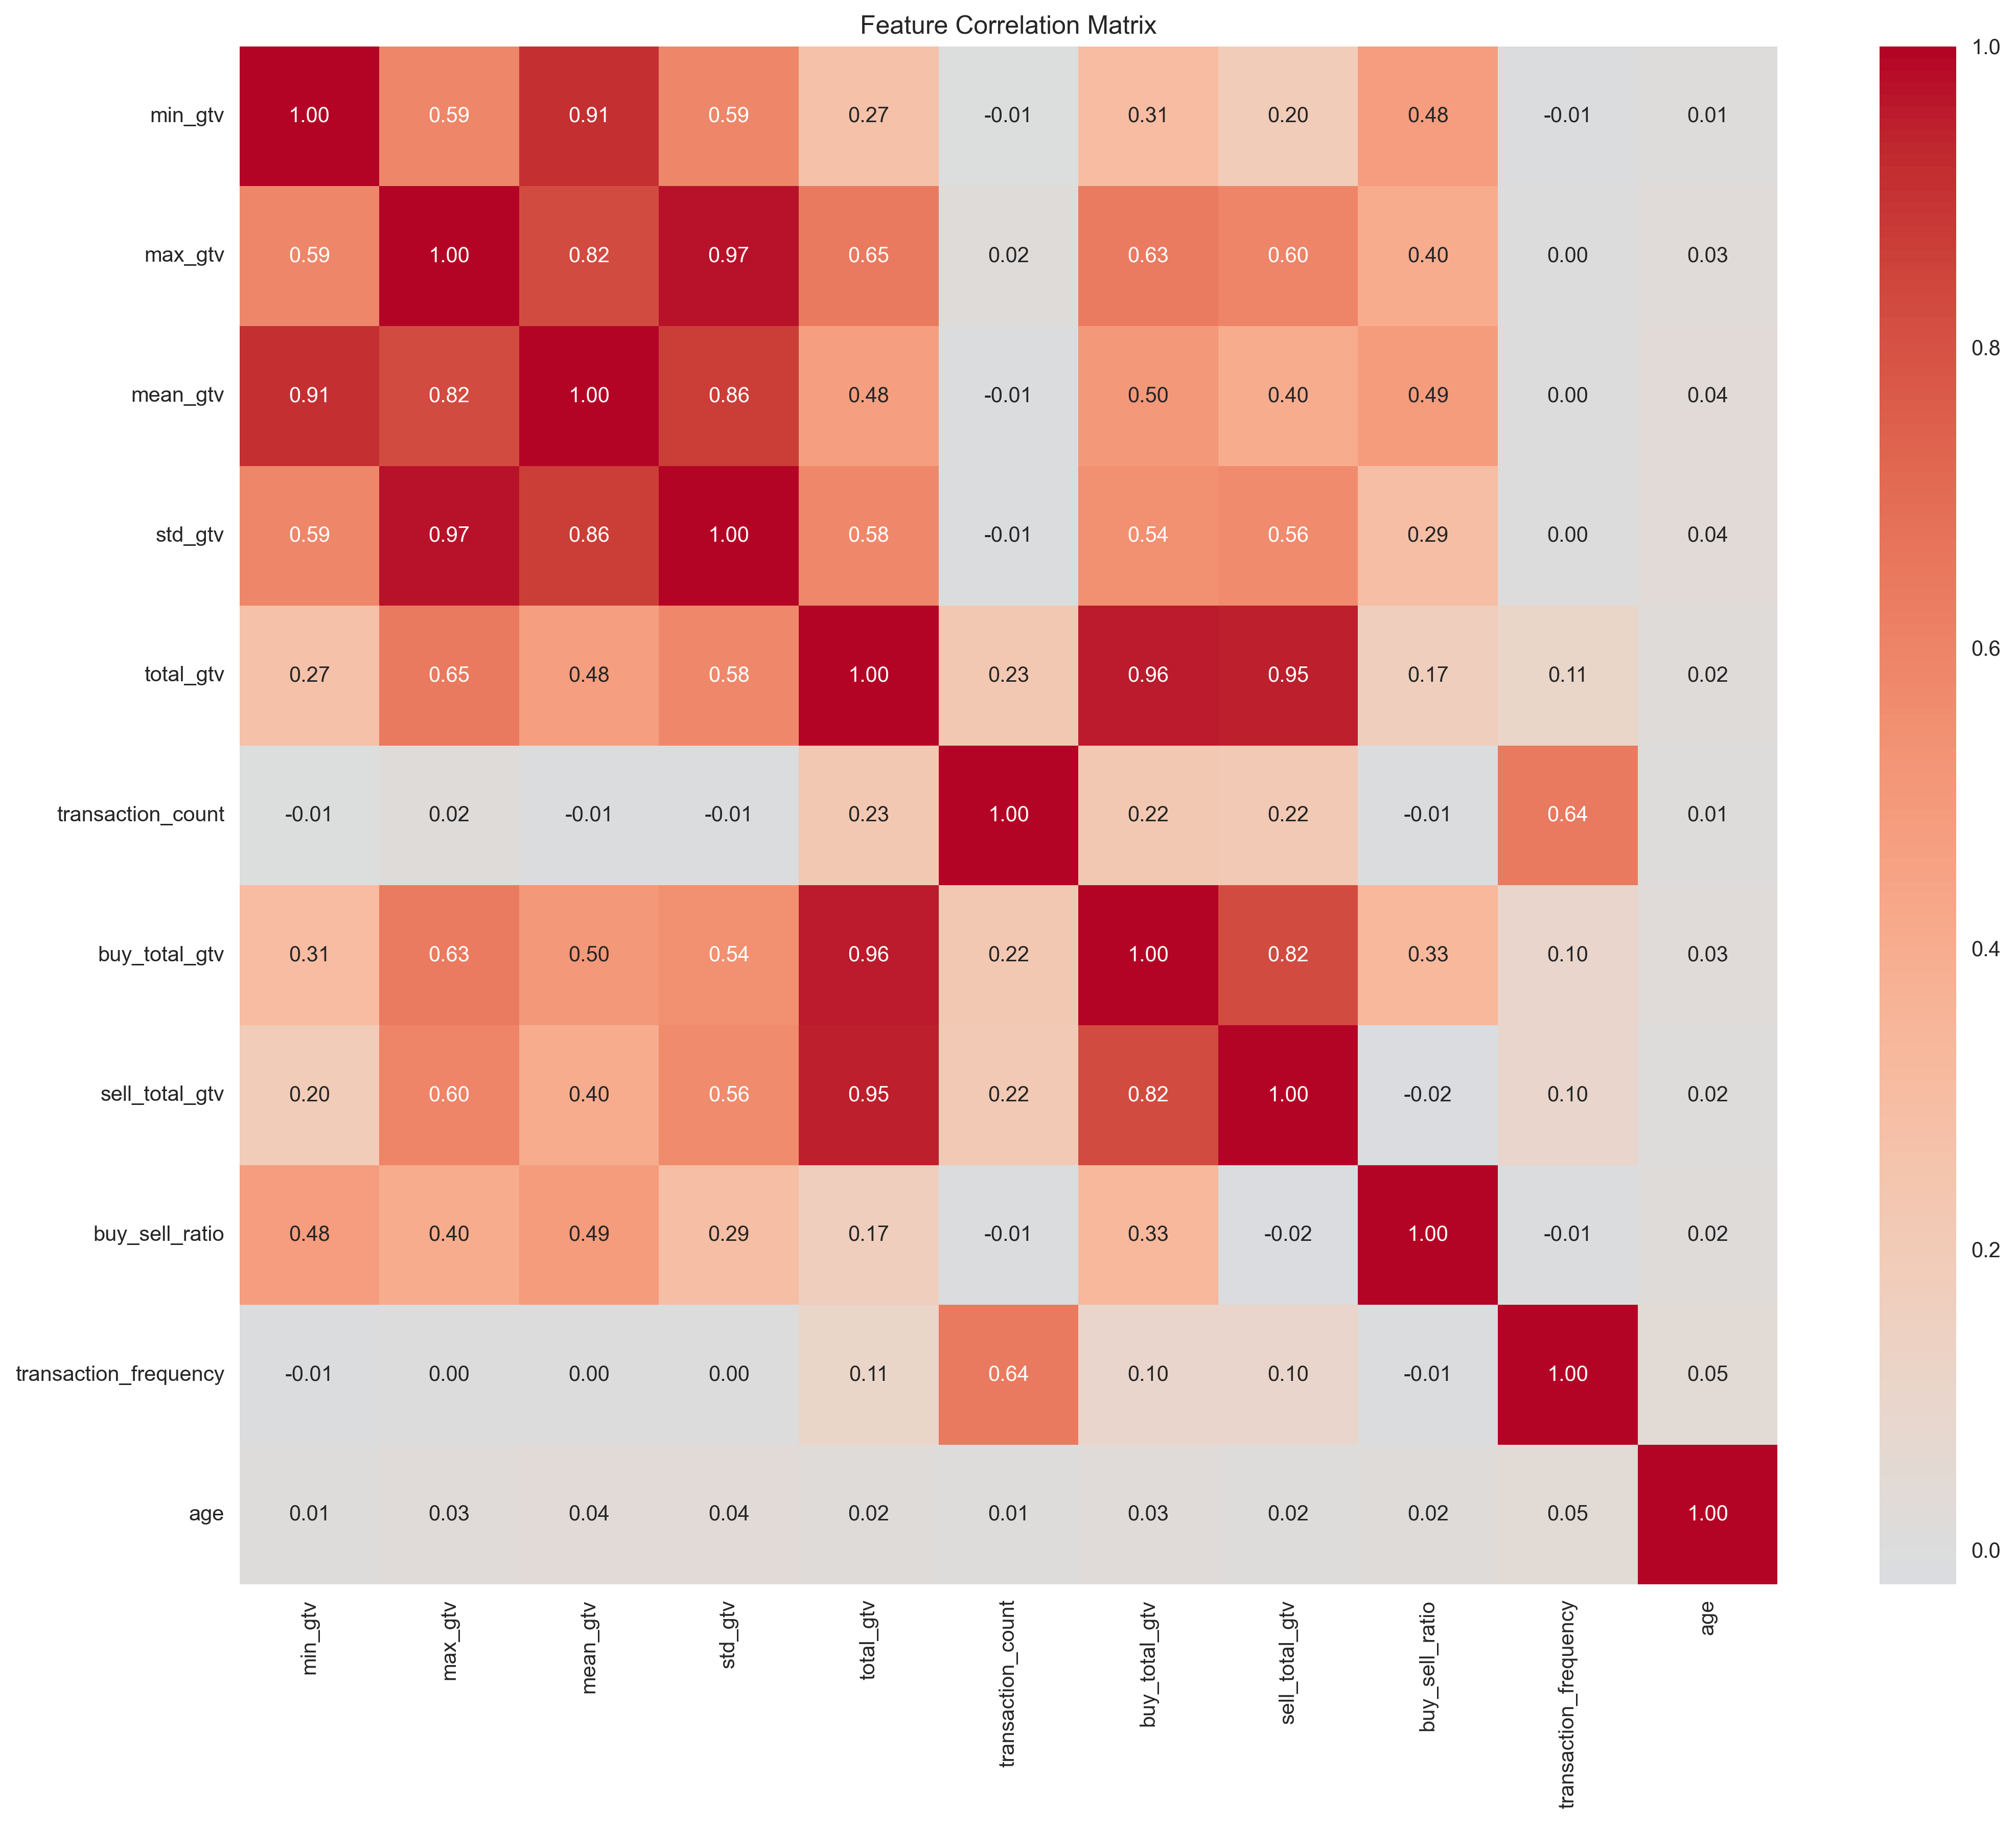 Feature Correlation Matrix
min_gtv 1.00 0.59 0.91 0.59 0.27 -0.01 0.31 0.20 0.48 -0.01 0.01
max_gtv 0.59 1.00 0.82 0.97 0.65 0.02 0.63 0.60 0.40 0.00 0.03
mean_gtv 0.91 0.82 1.00 0.86 0.48 -0.01 0.50 0.40 0.49 0.00 0.04
std_gtv 0.59 0.97 0.86 1.00 0.58 -0.01 0.54 0.56 0.29 0.00 0.04
total_gtv 0.27 0.65 0.48 0.58 1.00 0.23 0.96 0.95 0.17 0.11 0.02
transaction_count -0.01 0.02 -0.01 -0.01 0.23 1.00 0.22 0.22 -0.01 0.64 0.01
buy_total_gtv 0.31 0.63 0.50 0.54 0.96 0.22 1.00 0.82 0.33 0.10 0.03
sell_total_gtv 0.20 0.60 0.40 0.56 0.95 0.22 0.82 1.00 -0.02 0.10 0.02
buy_sell_ratio 0.48 0.40 0.49 0.29 0.17 -0.01 0.33 -0.02 1.00 -0.01 0.02
transaction_frequency -0.01 0.00 0.00 0.00 0.11 0.64 0.10 0.10 -0.01 1.00 0.05
age 0.01 0.03 0.04 0.04 0.02 0.01 0.03 0.02 0.02 0.05 1.00
min_gtv
max_gtv
mean_gtv
std_gtv
total_gtv
transaction_count
buy_total_gtv
sell_total_gtv
buy_sell_ratio
transaction_frequency
age
1.0
0.8
0.6
0.4
0.2
0.0